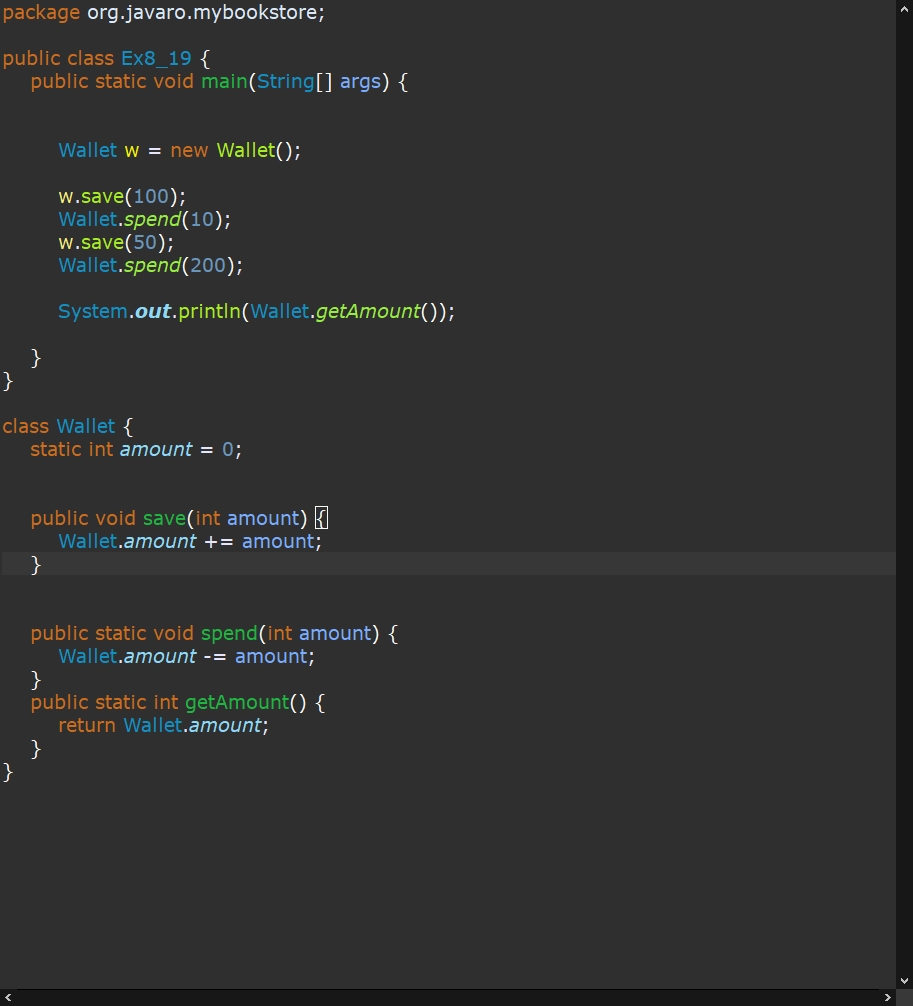 package org.javaro.mybookstore;
public class Ex8_19 {
public static void main(String[] args) {
Wallet w = new Wallet();
w.save(100);
Wallet.spend(10);
w.save(50);
Wallet.spend(200);
System.out.println(Wallet.getAmount());
}
}
class Wallet {
static int amount = 0;
public void save(int amount) {
Wallet.amount += amount;
}
public static void spend(int amount) {
Wallet.amount -= amount;
}
public static int getAmount() {
return Wallet.amount;
}
}